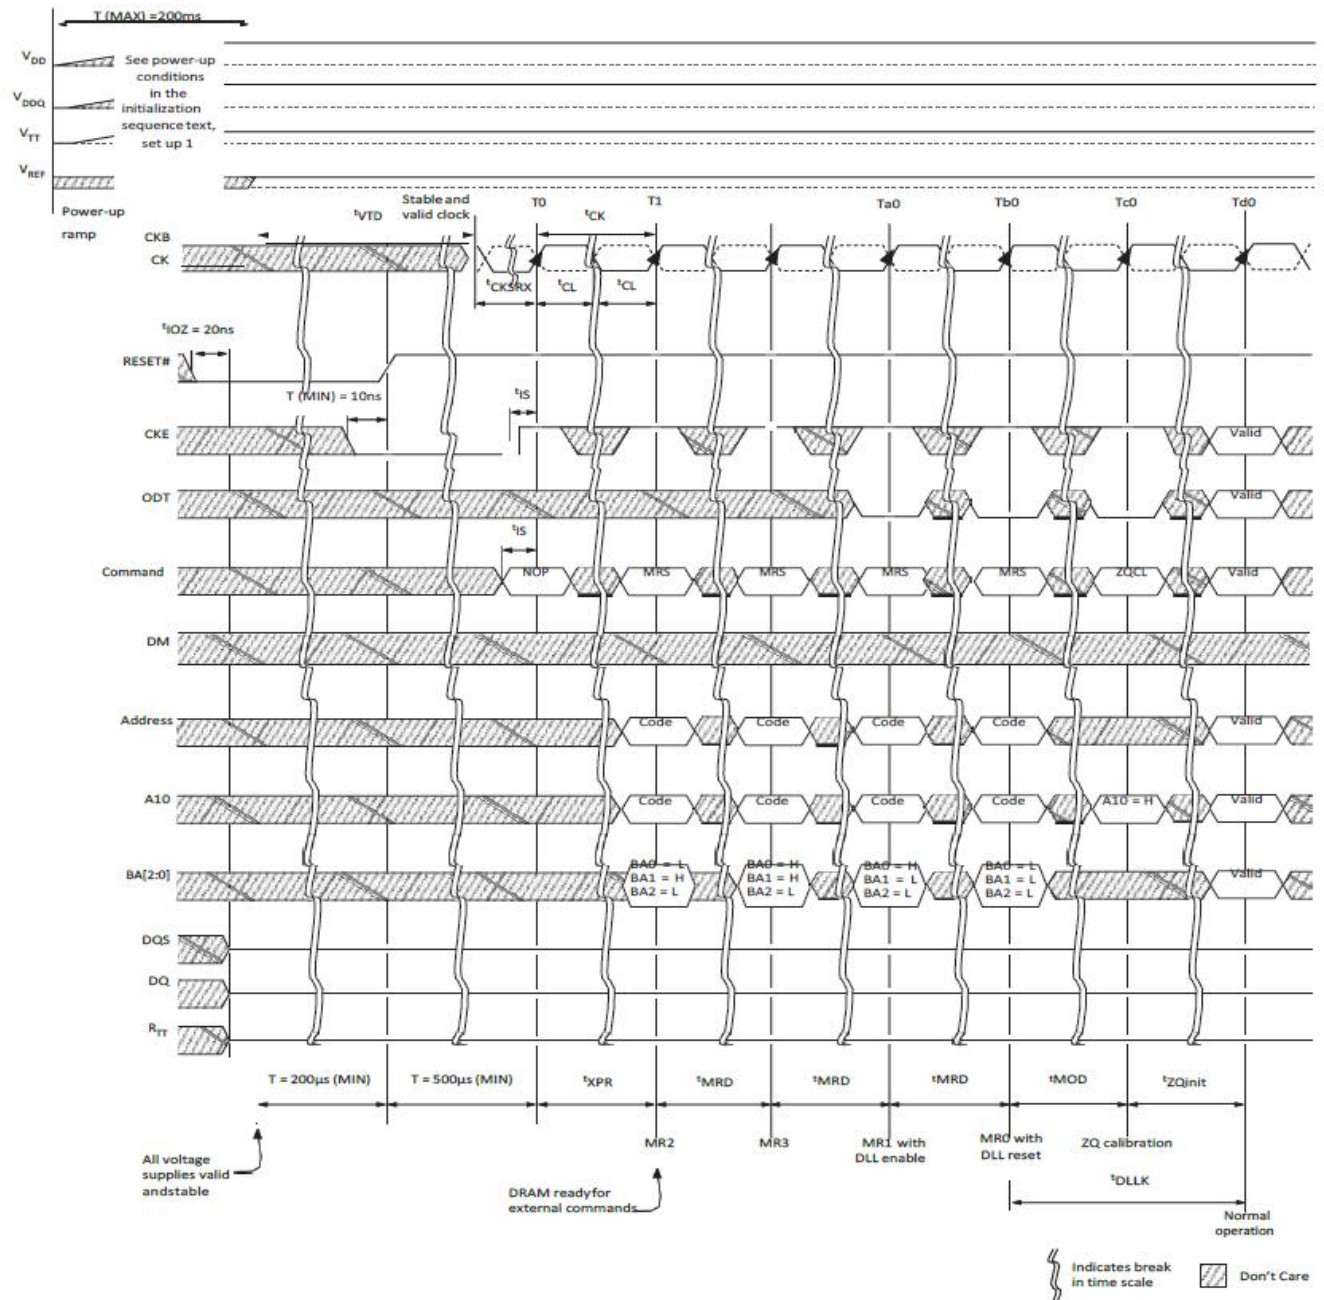 T (MAX) =200ms
VDD
See power-up
conditions
in the
VDDQ
initialization
sequence text,
VTT
set up 1
VREF
Power-up
ramp
tVTD
Stable and
valid clock
T0
tCK
T1
Ta0
Tb0
Tc0
Td0
CKB
CK
tCKSRX
tCL
tCL
tIOZ = 20ns
RESET#
T (MIN) = 10ns
tIS
CKE
Valid
ODT
Valid
tIS
Command
NOP
MRS
MRS
MRS
MRS
ZQCL
Valid
DM
Address
Code
Code
Code
Code
Valid
A10
Code
Code
Code
Code
A10 = H
Valid
BA[2:0]
BA0 = L
BA1 = H
BA2 = L
BA0 = H
BA1 = H
BA2 = L
BA0 = H
BA1 = L
BA2 = L
BA0 = L
BA1 = L
BA2 = L
Valid
DQS
DQ
RTT
T = 200µs (MIN)
T = 500µs (MIN)
tXPR
tMRD
tMRD
tMRD
tMOD
tZQinit
MR2
MR3
MR1 with
DLL enable
MR0 with
DLL reset
ZQ calibration
All voltage
supplies valid
andstable
DRAM readyfor
external commands
tDLLK
Normal
operation
Indicates break
in time scale
Don't Care